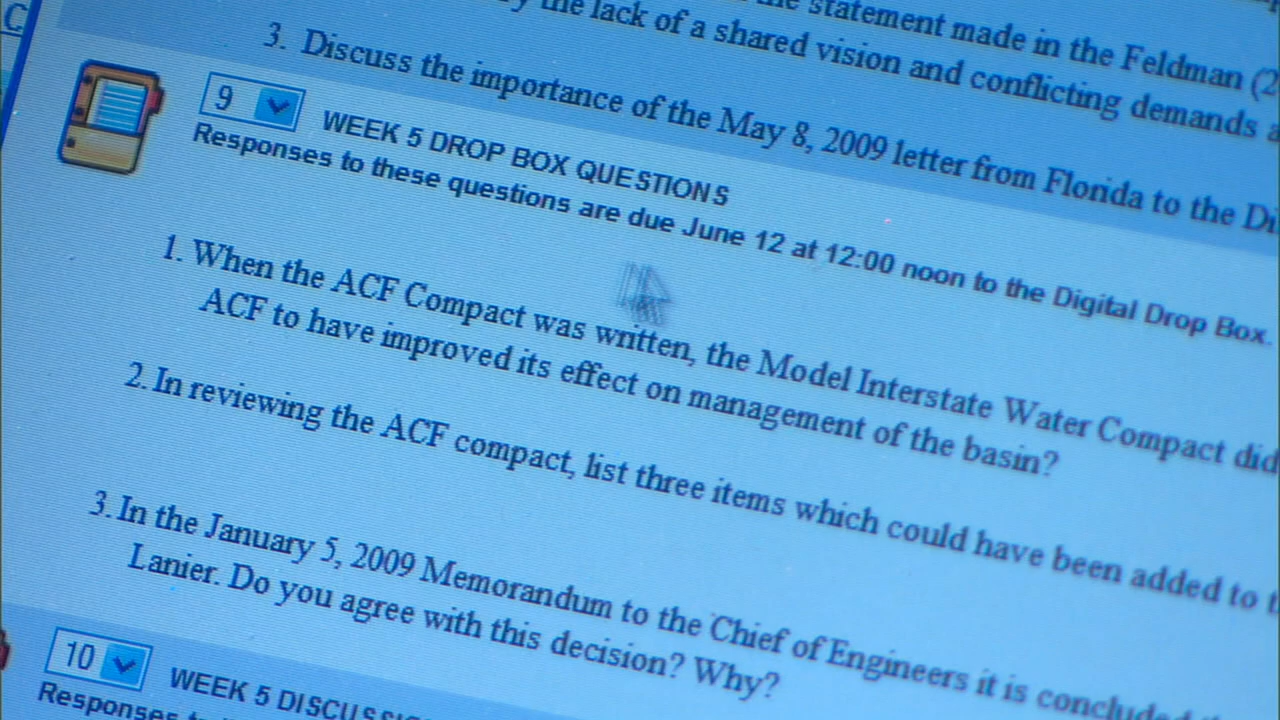 C
the statement made in the Feldman
the lack of a shared vision and conflicting demands
3. Discuss the importance of the May 8, 2009 letter from Florida to the
9
WEEK 5 DROP BOX QUESTIONS
Responses to these questions are due June 12 at 12:00 noon to the Digital Drop Box.
1. When the ACF Compact was written, the Model Interstate Water Compact did
ACF to have improved its effect on management of the basin?
2. In reviewing the ACF compact, list three items which could have been added to
3. In the January 5, 2009 Memorandum to the Chief of Engineers it is concluded
Lanier. Do you agree with this decision? Why?
10
WEEK 5
Responses